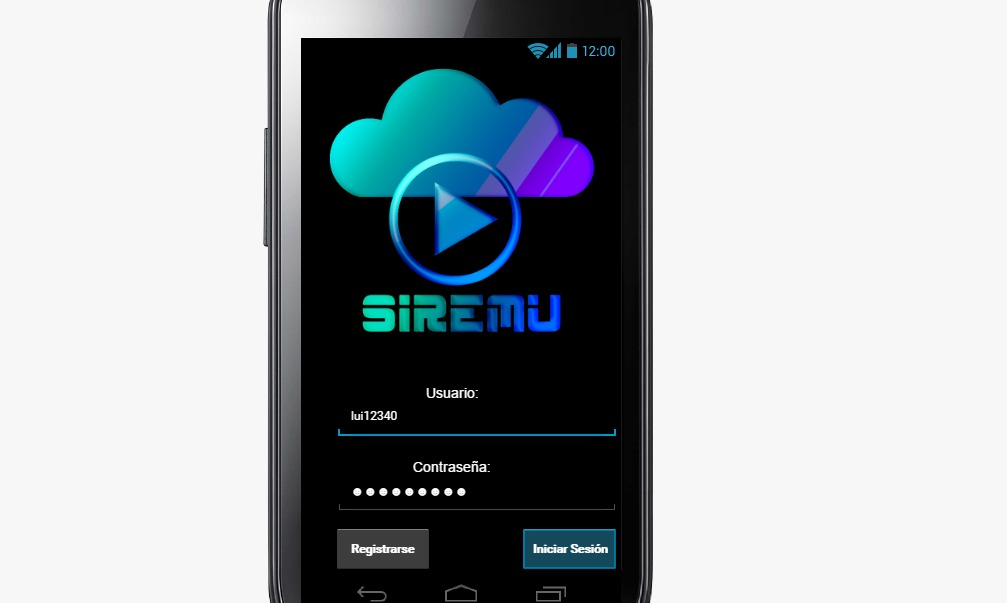 12:00
SIREMU
Usuario:
lui12340
Contraseña:
Registrarse
Iniciar Sesión